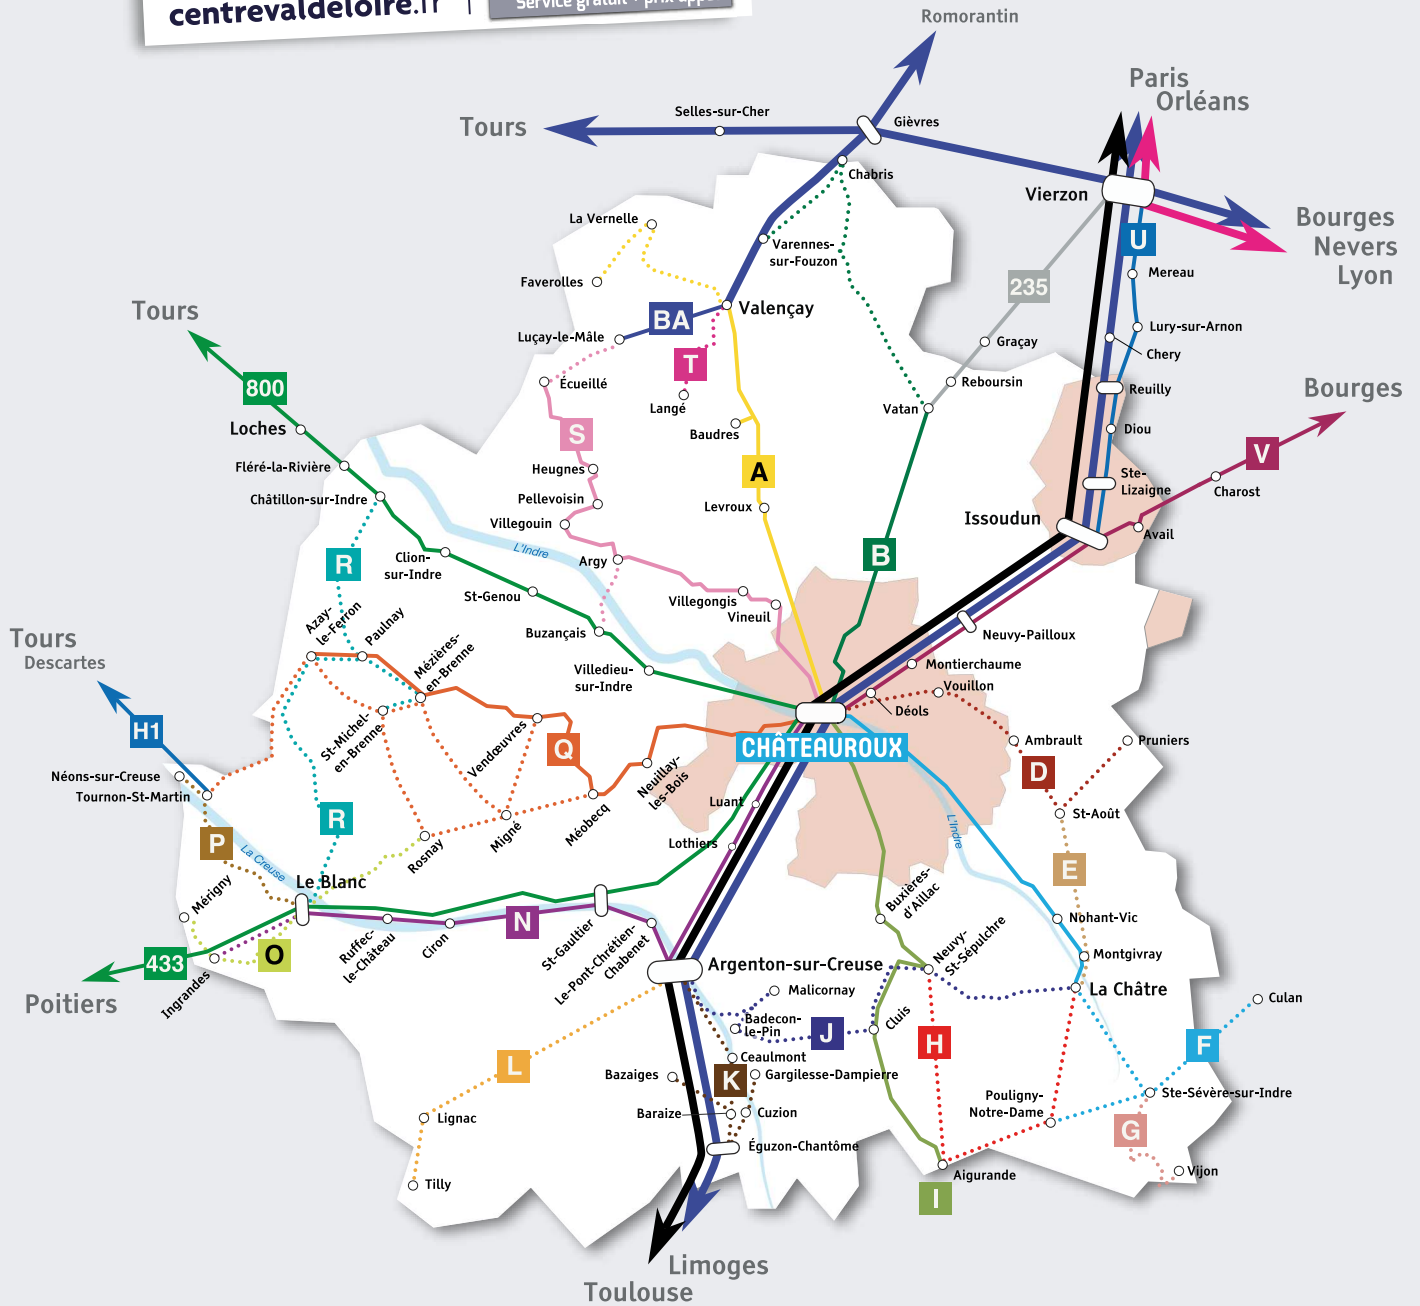 centrevaldeloire.fr
Service gratuit + prix appel
Romorantin
Paris
Orléans
Selles-sur-Cher
Gièvres
Tours
Chabris
Vierzon
La Vernelle
Bourges
Nevers
Lyon
U
Varennes-
sur-Fouzon
Mereau
Faverolles
235
Tours
BA
Valençay
Lury-sur-Arnon
Luçay-le-Mâle
Graçay
Chery
T
800
Écueillé
Reboursin
Reuilly
Bourges
Langé
Vatan
Loches
S
Baudres
Diou
V
Fléré-la-Rivière
Heugnes
A
Ste-
Lizaigne
Charost
Châtillon-sur-Indre
Pellevoisin
Levroux
Villegouin
Issoudun
Avail
L'Indre
R
Clion-
sur-Indre
Argy
B
St-Genou
Villegongis
Vineuil
Azay-
le-Ferron
Paulnay
Buzançais
Neuvy-Pailloux
Tours
Descartes
Mézières-
en-Brenne
Villedieu-
sur-Indre
Montierchaume
Vouillon
Déols
H1
St-Michel-
en-Brenne
Vendœuvres
Q
CHÂTEAUROUX
Ambrault
Pruniers
Néons-sur-Creuse
Tournon-St-Martin
Neuillay-
les-Bois
D
Luant
R
Méobecq
St-Août
P
Migné
Lothiers
L'Indre
La Creuse
Rosnay
E
Le Blanc
Mérigny
Buxières-
d'Aillac
Nohant-Vic
N
Ruffec-
le-Château
Ciron
St-Gaultier
Le-Pont-Chrétien-
Chabenet
Neuvy-
St-Sépulchre
Montgivray
O
433
Argenton-sur-Creuse
La Châtre
Poitiers
Ingrandes
Malicornay
Culan
Badecon-
le-Pin
J
Cluis
H
F
L
Ceaulmont
Bazaiges
K
Gargilesse-Dampierre
Pouligny-
Notre-Dame
Ste-Sévère-sur-Indre
Lignac
Baraize
Cuzion
G
Éguzon-Chantôme
Aigurande
Vijon
Tilly
I
Limoges
Toulouse